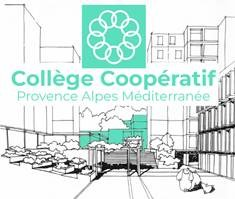 Collège Coopératif
Provence Alpes Méditerranée